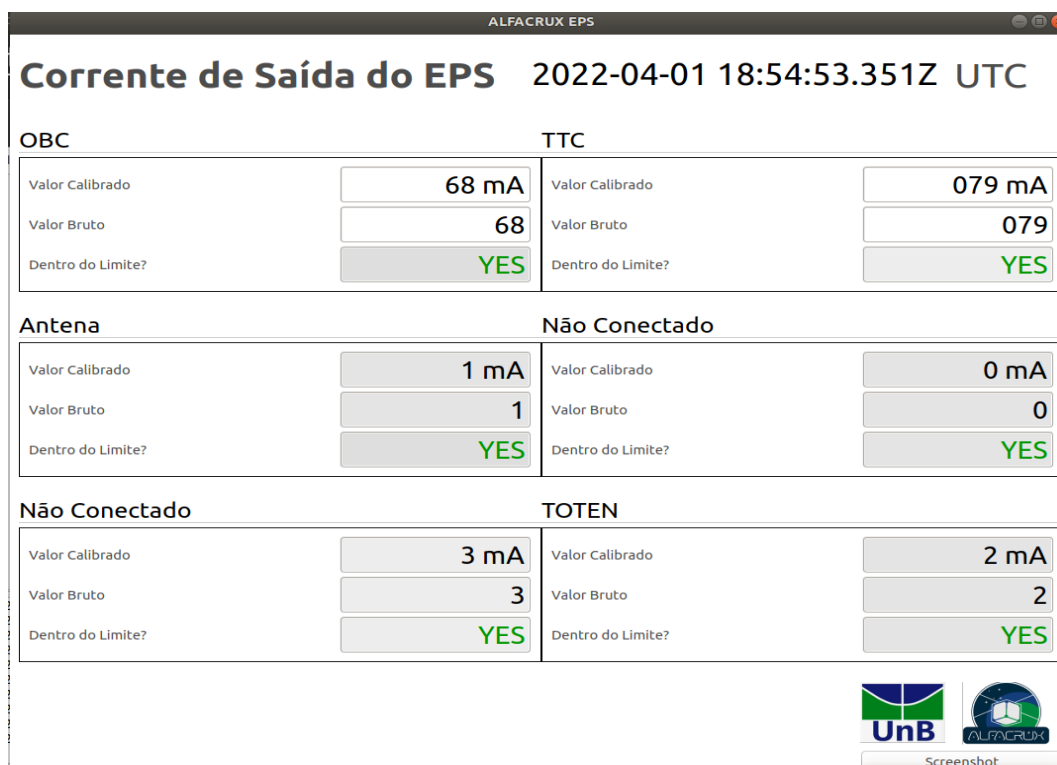 ALFACRUX EPS
Corrente de Saída do EPS 2022-04-01 18:54:53.351Z UTC
OBC
Valor Calibrado 68 mA
Valor Bruto 68
Dentro do Limite? YES
TTC
Valor Calibrado 079 mA
Valor Bruto 079
Dentro do Limite? YES
Antena
Valor Calibrado 1 mA
Valor Bruto 1
Dentro do Limite? YES
Não Conectado
Valor Calibrado 0 mA
Valor Bruto 0
Dentro do Limite? YES
Não Conectado
Valor Calibrado 3 mA
Valor Bruto 3
Dentro do Limite? YES
TOTEN
Valor Calibrado 2 mA
Valor Bruto 2
Dentro do Limite? YES
UnB
ALFACRUX
Screenshot